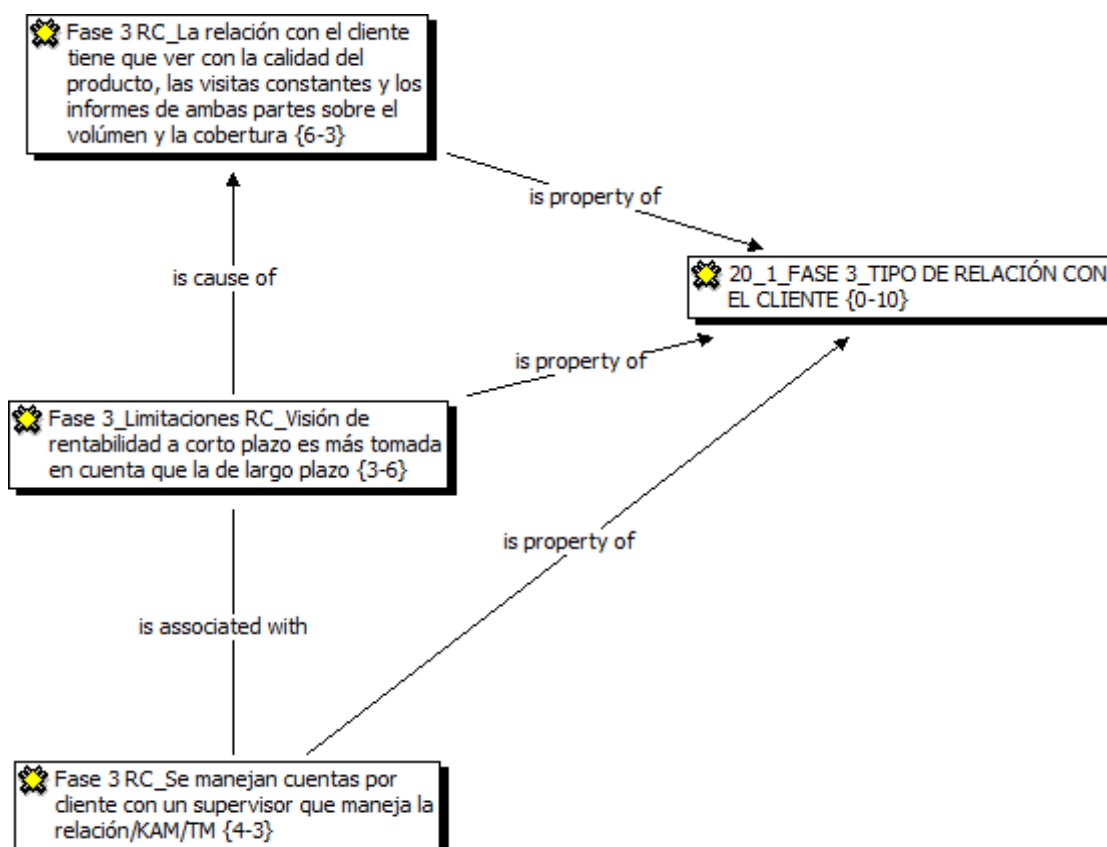 Fase 3 RC_La relación con el cliente
tiene que ver con la calidad del
producto, las visitas constantes y los
informes de ambas partes sobre el
volúmen y la cobertura {6-3}
is property of
is cause of
20_1_FASE 3_TIPO DE RELACIÓN CON
EL CLIENTE {0-10}
is property of
Fase 3_Limitaciones RC_Visión de
rentabilidad a corto plazo es más tomada
en cuenta que la de largo plazo {3-6}
is property of
is associated with
Fase 3 RC_Se manejan cuentas por
cliente con un supervisor que maneja la
relación/KAM/TM {4-3}